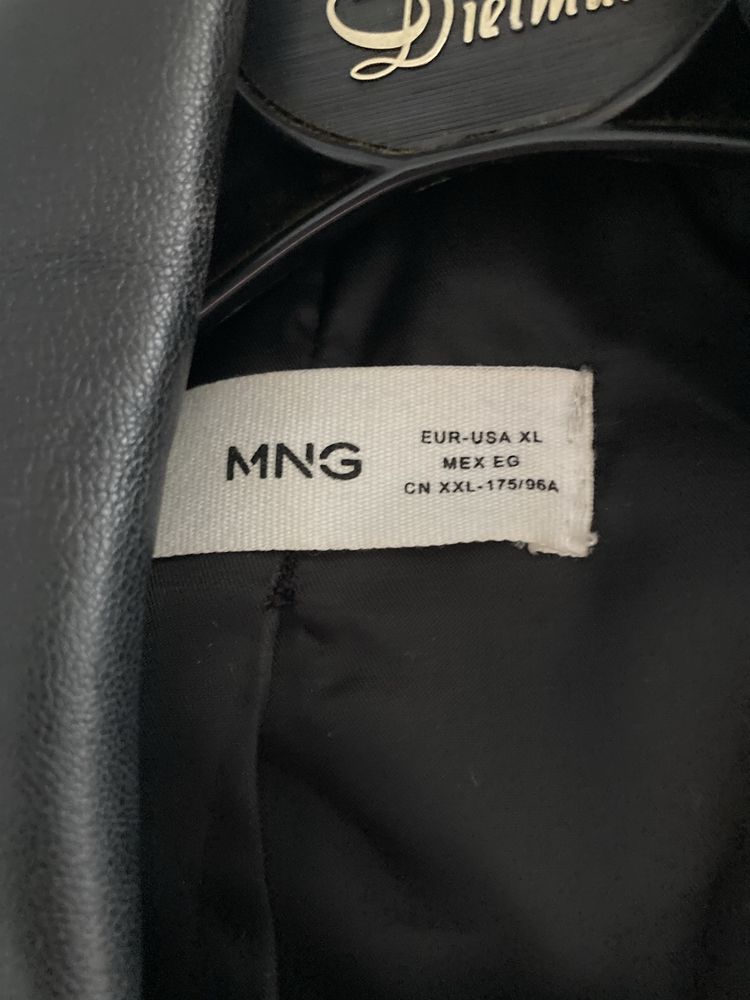 MNG
EUR-USA XL
MEX EG
CN XXL-175/96A